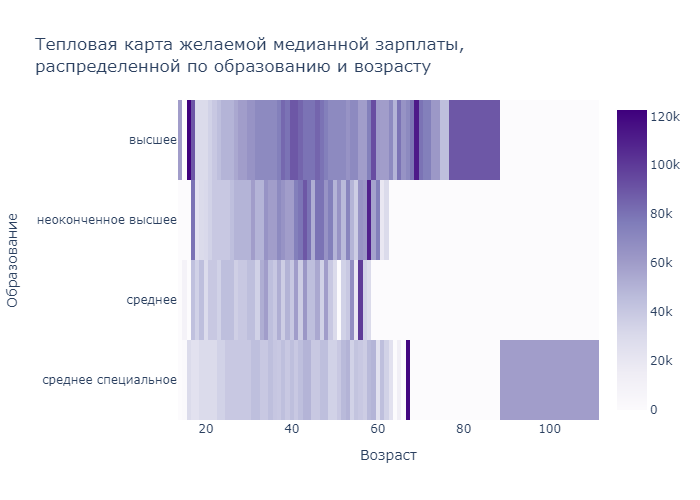 Тепловая карта желаемой медианной зарплаты,
распределенной по образованию и возрасту
Образование
высшее
неоконченное высшее
среднее
среднее специальное
20 40 60 80 100
Возраст
120k
100k
80k
60k
40k
20k
0